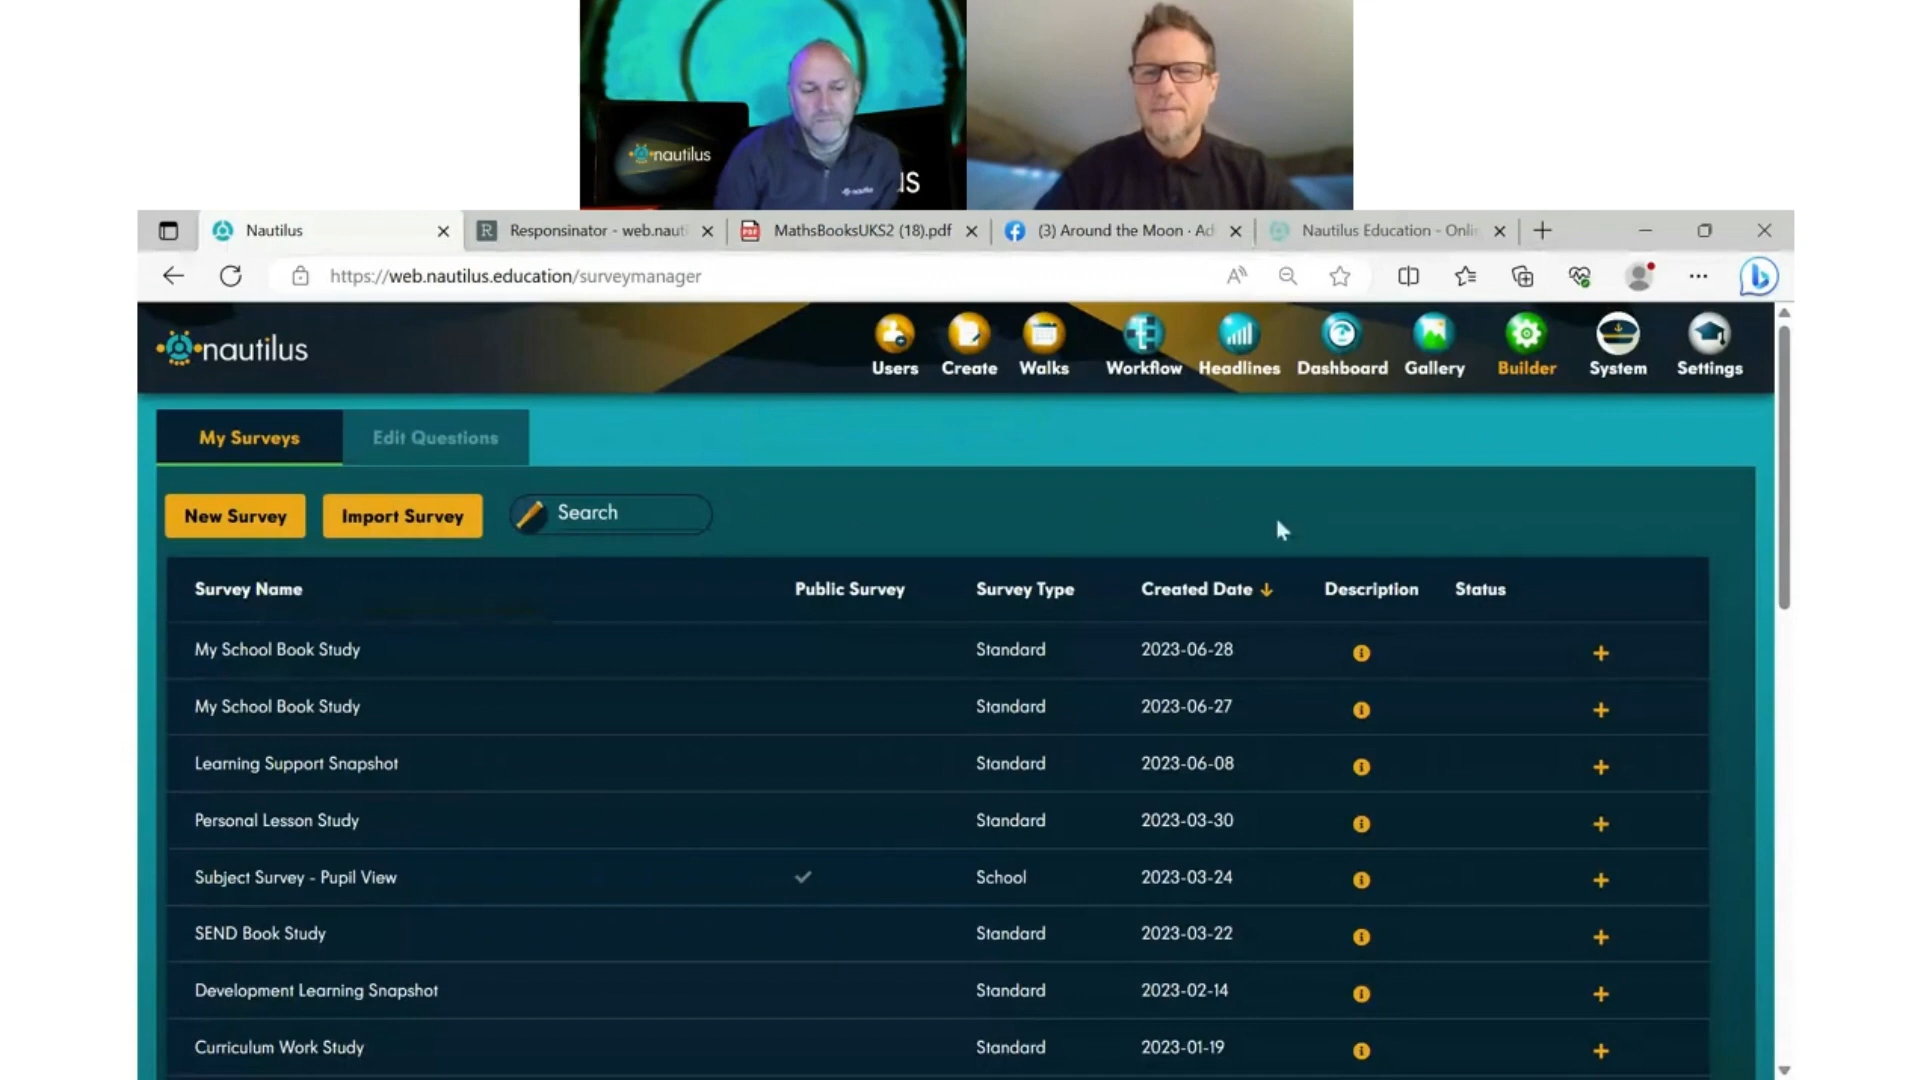 nautilus
nautilus
us
Nautilus
Responsinator - web.nauti
MathsBooksUKS2 (18).pdf
(3) Around the Moon · Ad
Nautilus Education - Onlin
https://web.nautilus.education/surveymanager
nautilus
Users
Create
Walks
Workflow
Headlines
Dashboard
Gallery
Builder
System
Settings
My Surveys
Edit Questions
New Survey
Import Survey
Search
Survey Name Public Survey Survey Type Created Date Description Status
My School Book Study Standard 2023-06-28
My School Book Study Standard 2023-06-27
Learning Support Snapshot Standard 2023-06-08
Personal Lesson Study Standard 2023-03-30
Subject Survey - Pupil View School 2023-03-24
SEND Book Study Standard 2023-03-22
Development Learning Snapshot Standard 2023-02-14
Curriculum Work Study Standard 2023-01-19